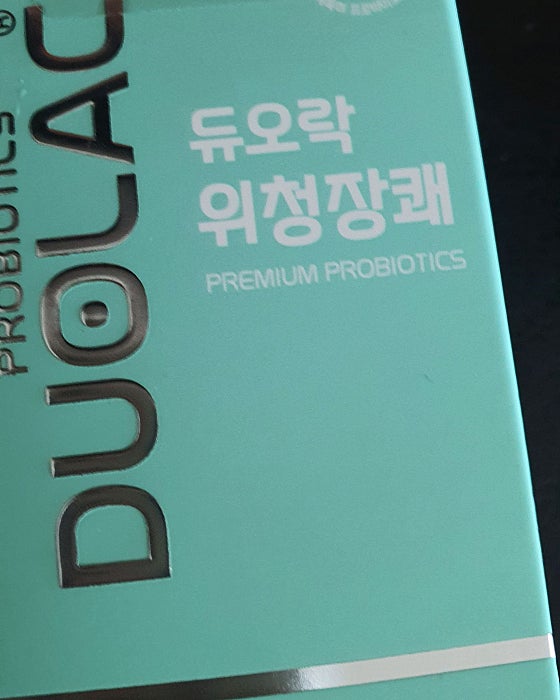 듀오락
위청장쾌
PREMIUM PROBIOTICS
DUOLAC
PROBIOTICS
®